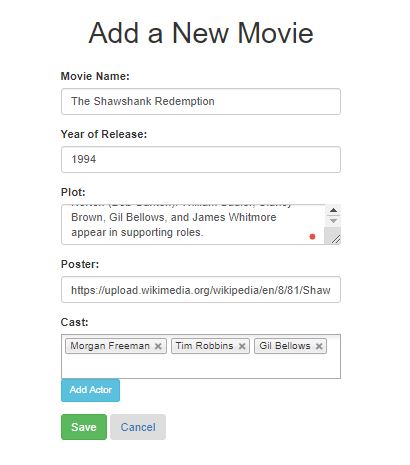 Add a New Movie
Movie Name:
The Shawshank Redemption
Year of Release:
1994
Plot:
Brown, Gil Bellows, and James Whitmore
appear in supporting roles.
Poster:
https://upload.wikimedia.org/wikipedia/en/8/81/Shaw
Cast:
Morgan Freeman × Tim Robbins × Gil Bellows ×
Add Actor
Save Cancel